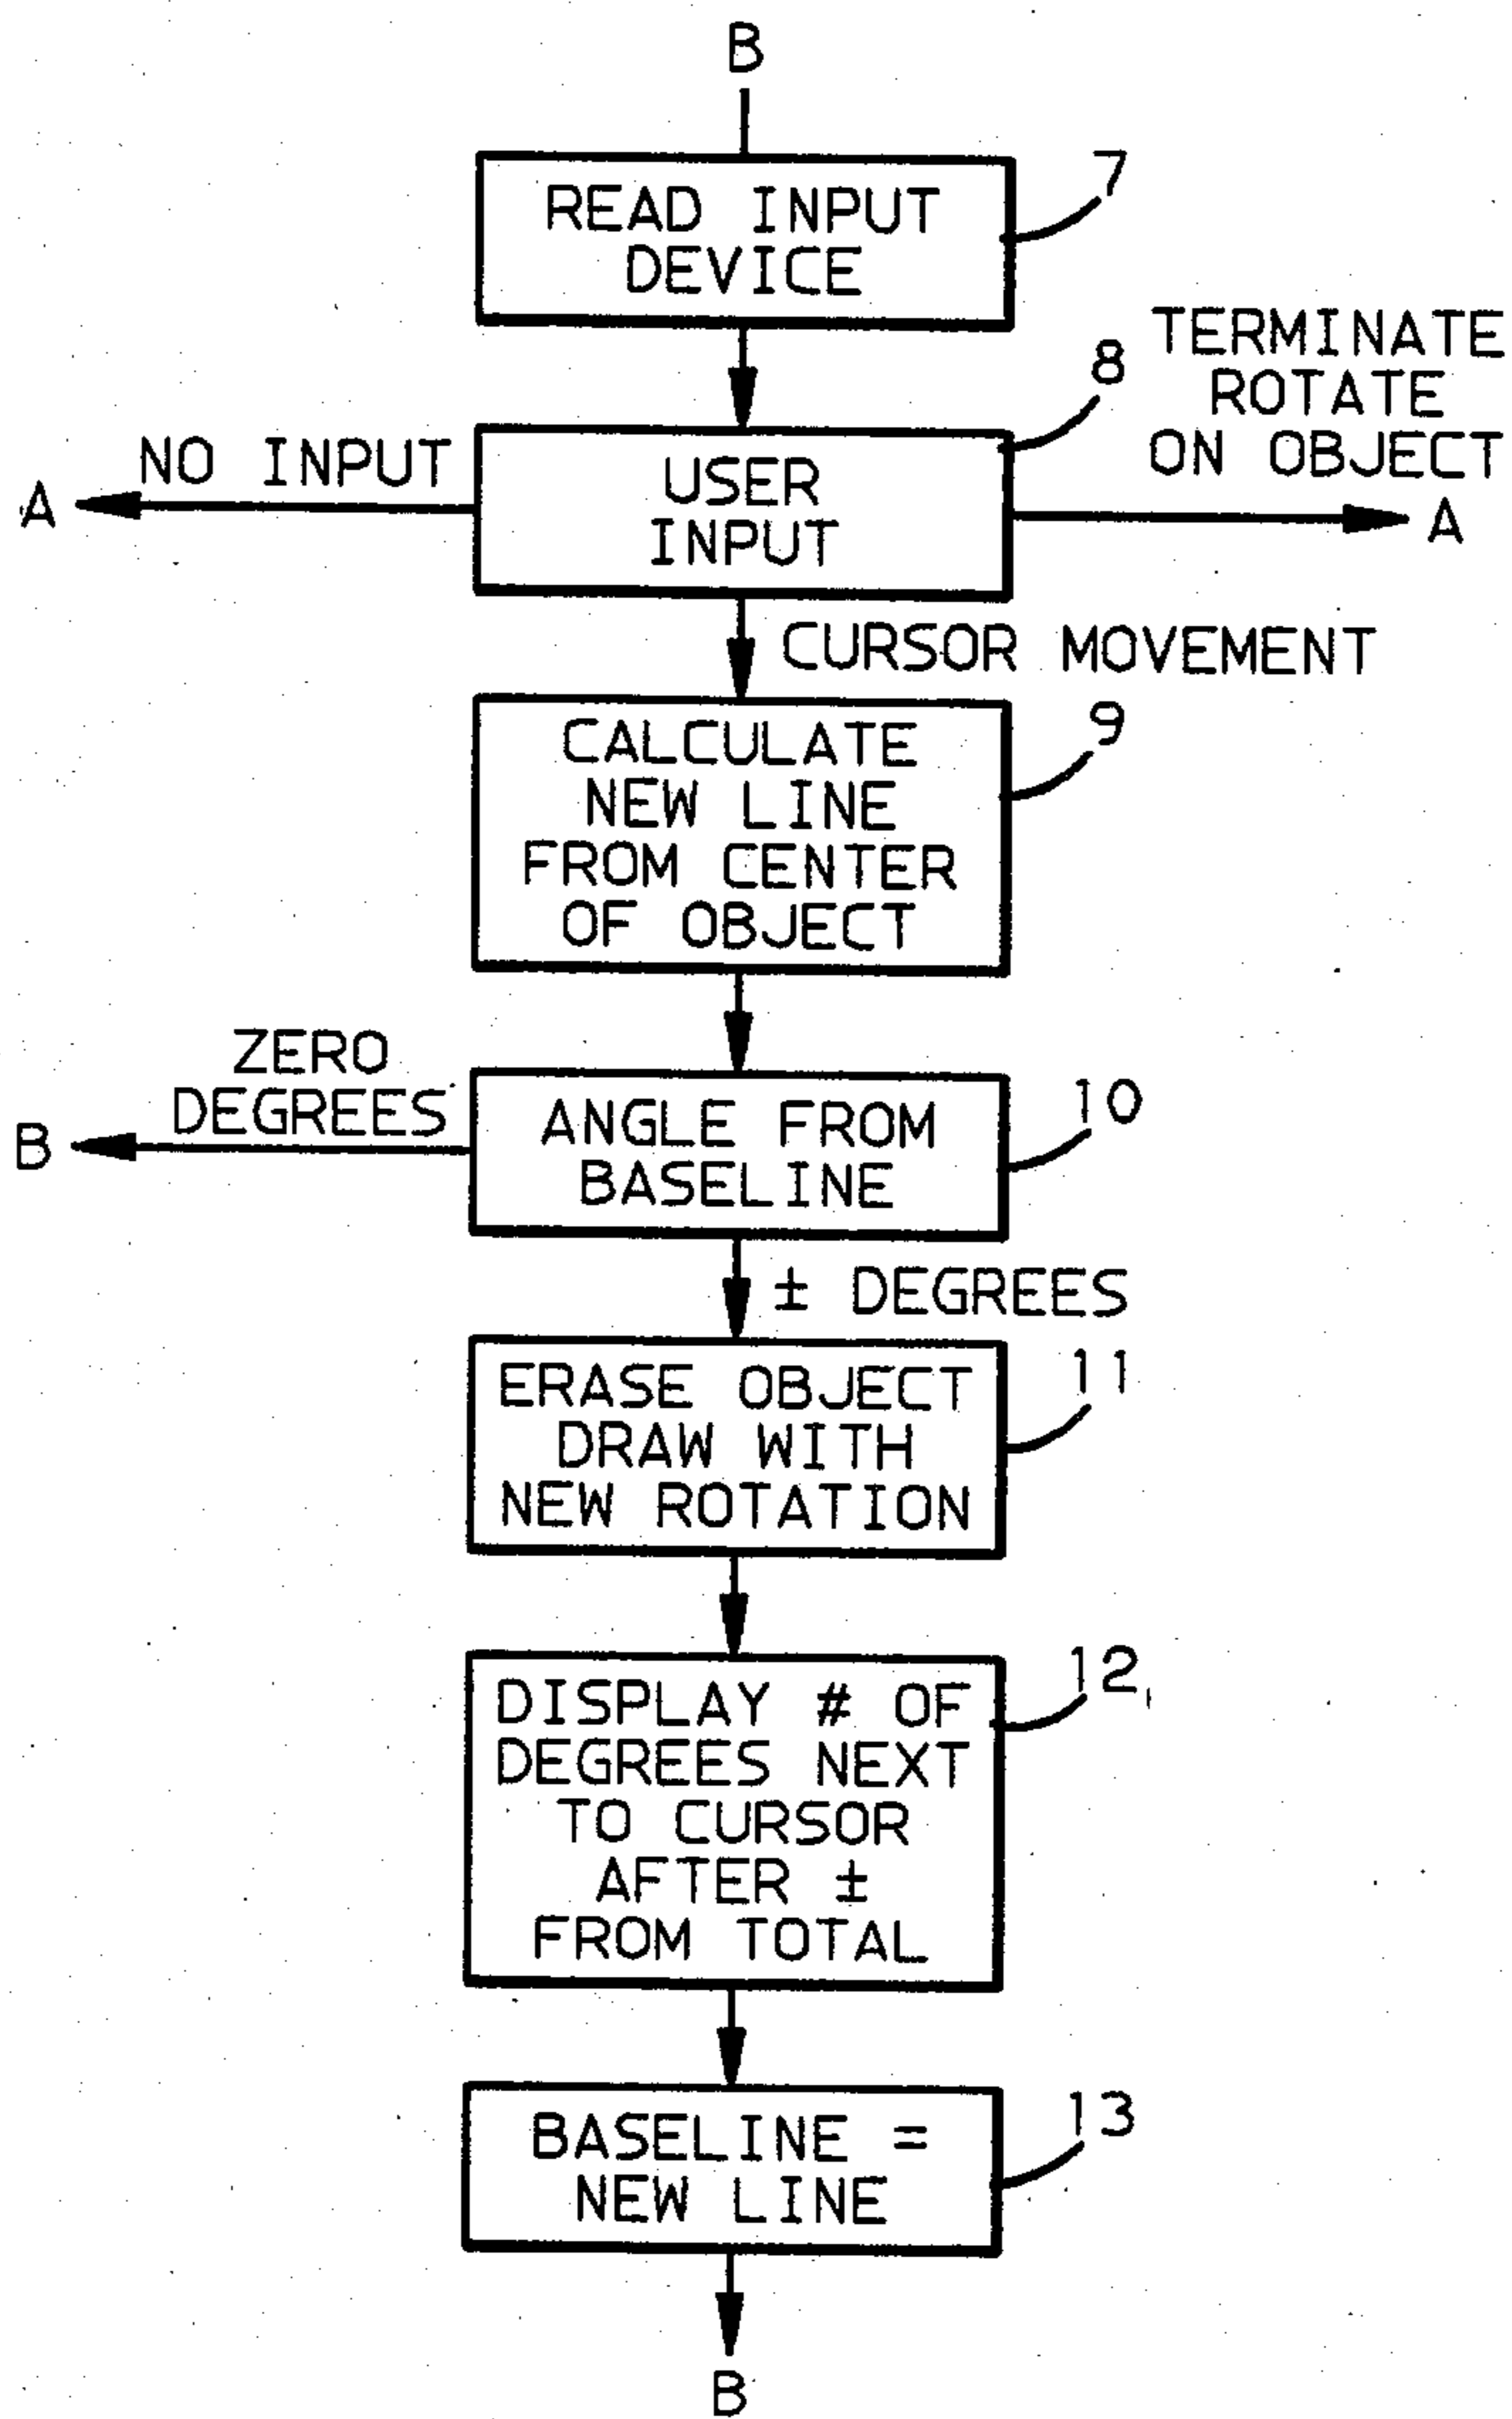 B
READ INPUT
DEVICE
7
TERMINATE
ROTATE
ON OBJECT
8
NO INPUT
A
USER
INPUT
A
CURSOR MOVEMENT
CALCULATE
NEW LINE
FROM CENTER
OF OBJECT
9
ZERO
DEGREES
B
ANGLE FROM
BASELINE
10
± DEGREES
ERASE OBJECT
DRAW WITH
NEW ROTATION
11
DISPLAY # OF
DEGREES NEXT
TO CURSOR
AFTER ±
FROM TOTAL
12
BASELINE =
NEW LINE
13
B